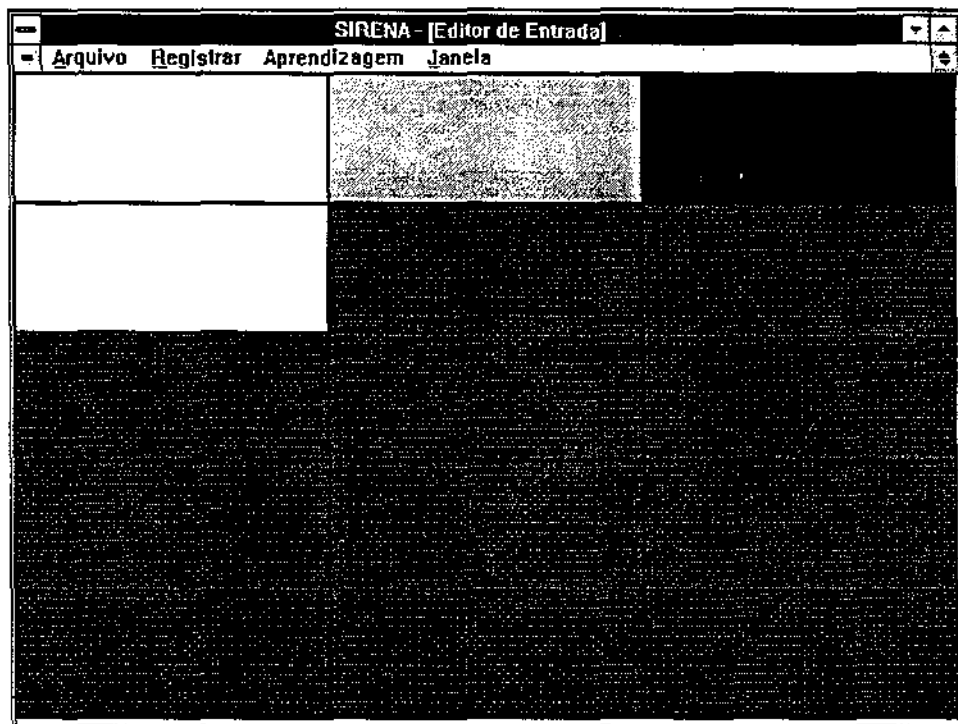 SIRENA - [Editor de Entrada]
Arquivo Registrar Aprendizagem Janela